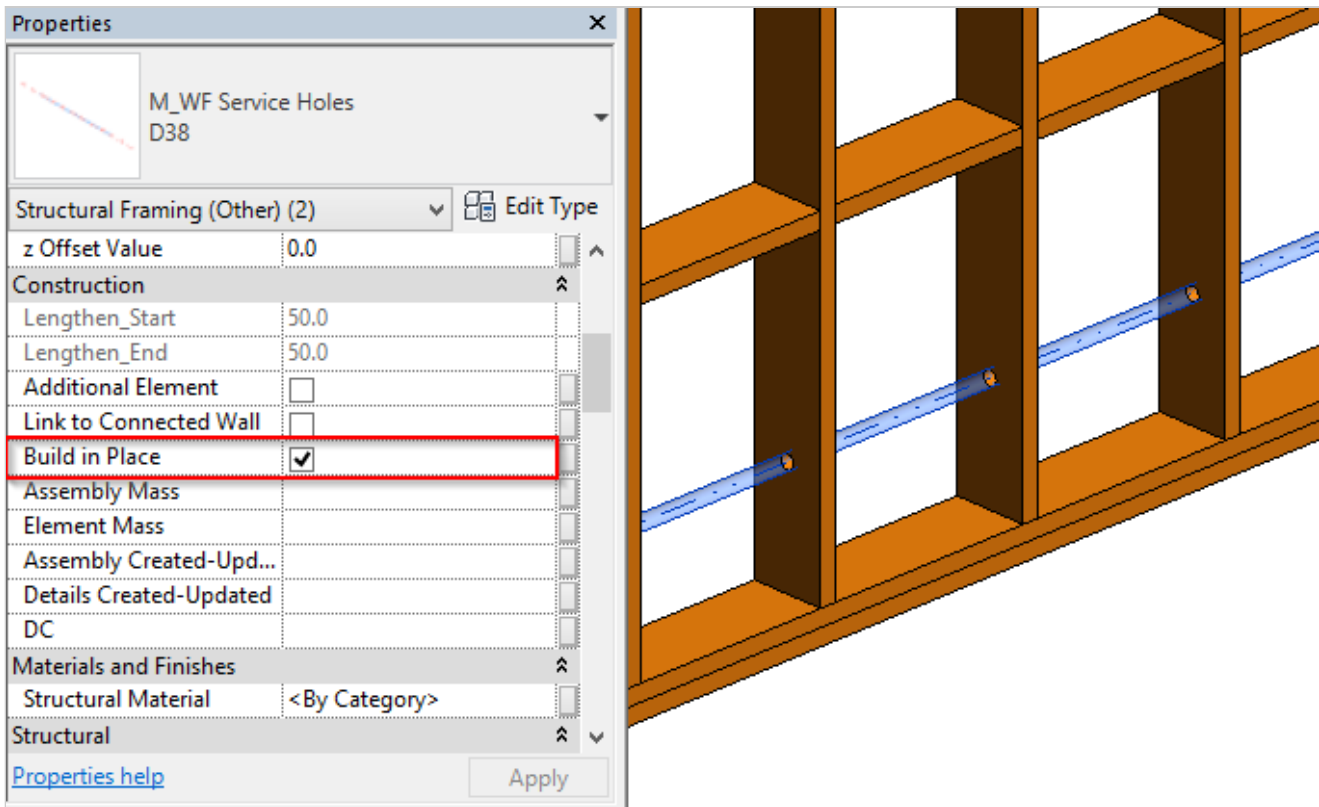 Properties
M_WF Service Holes
D38
Structural Framing (Other) (2)
Edit Type
z Offset Value 0.0
Construction
Lengthen_Start 50.0
Lengthen_End 50.0
Additional Element
Link to Connected Wall
Build in Place
Assembly Mass
Element Mass
Assembly Created-Upd...
Details Created-Updated
DC
Materials and Finishes
Structural Material <By Category>
Structural
Properties help
Apply